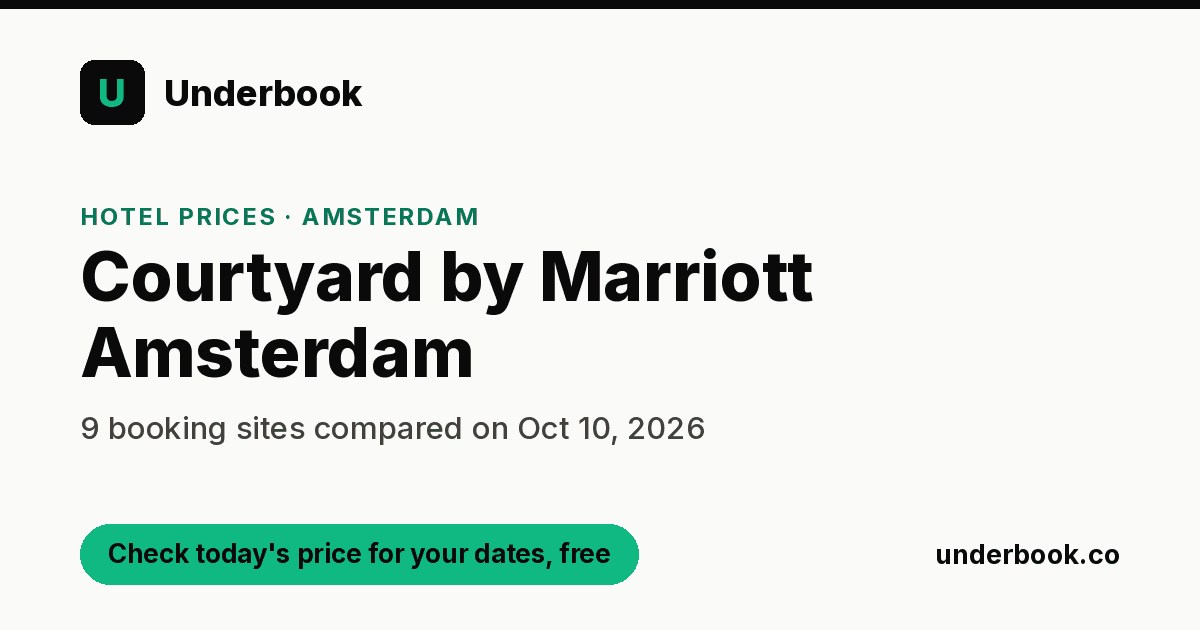 U
Underbook
HOTEL PRICES · AMSTERDAM
Courtyard by Marriott
Amsterdam
9 booking sites compared on Oct 10, 2026
Check today's price for your dates, free
underbook.co